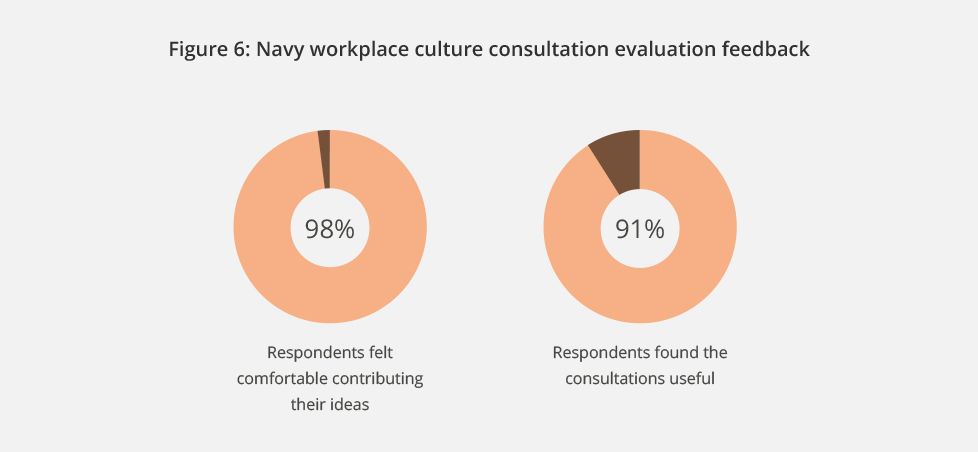 Figure 6: Navy workplace culture consultation evaluation feedback
98%
91%
Respondents felt
comfortable contributing
their ideas
Respondents found the
consultations useful